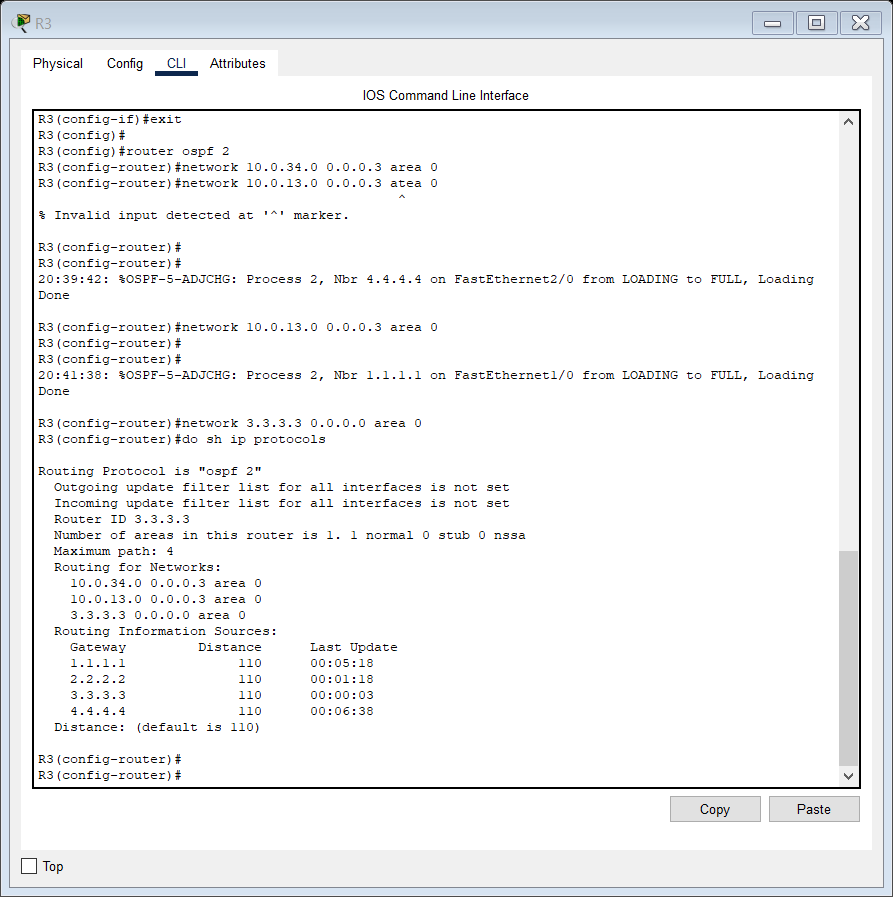 R3
Physical Config CLI Attributes
IOS Command Line Interface
R3(config-if)#exit
R3(config)#
R3(config)#router ospf 2
R3(config-router)#network 10.0.34.0 0.0.0.3 area 0
R3(config-router)#network 10.0.13.0 0.0.0.3 atea 0
^
% Invalid input detected at '^' marker.
R3(config-router)#
R3(config-router)#
20:39:42: %OSPF-5-ADJCHG: Process 2, Nbr 4.4.4.4 on FastEthernet2/0 from LOADING to FULL, Loading
Done
R3(config-router)#network 10.0.13.0 0.0.0.3 area 0
R3(config-router)#
R3(config-router)#
20:41:38: %OSPF-5-ADJCHG: Process 2, Nbr 1.1.1.1 on FastEthernet1/0 from LOADING to FULL, Loading
Done
R3(config-router)#network 3.3.3.3 0.0.0.0 area 0
R3(config-router)#do sh ip protocols
Routing Protocol is "ospf 2"
Outgoing update filter list for all interfaces is not set
Incoming update filter list for all interfaces is not set
Router ID 3.3.3.3
Number of areas in this router is 1. 1 normal 0 stub 0 nssa
Maximum path: 4
Routing for Networks:
10.0.34.0 0.0.0.3 area 0
10.0.13.0 0.0.0.3 area 0
3.3.3.3 0.0.0.0 area 0
Routing Information Sources:
Gateway Distance Last Update
1.1.1.1 110 00:05:18
2.2.2.2 110 00:01:18
3.3.3.3 110 00:00:03
4.4.4.4 110 00:06:38
Distance: (default is 110)
R3(config-router)#
R3(config-router)#
Copy Paste
Top